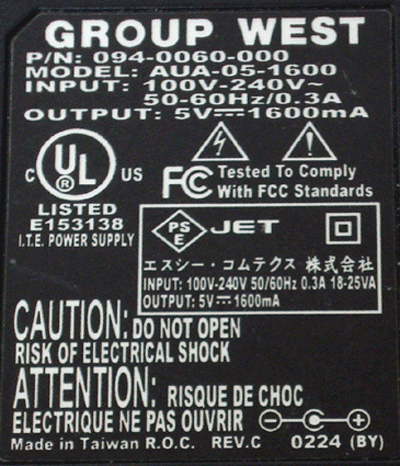 GROUP WEST
P/N: 094-0060-000
MODEL: AUA-05-1600
INPUT: 100V-240V~
50-60Hz/0.3A
OUTPUT: 5V⎓1600mA
C UL ® US
LISTED
E153138
I.T.E. POWER SUPPLY
FC Tested To Comply
With FCC Standards
PS E JET
エスシー・コムテクス 株式会社
INPUT: 100V-240V 50/60Hz 0.3A 18-25VA
OUTPUT: 5V⎓1600mA
CAUTION: DO NOT OPEN
RISK OF ELECTRICAL SHOCK
ATTENTION: RISQUE DE CHOC
ELECTRIQUE NE PAS OUVRIR
Made in Taiwan R.O.C. REV.C 0224 (BY)